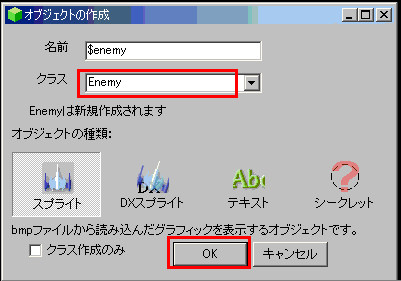 オブジェクトの作成
名前 $enemy
クラス Enemy
Enemyは新規作成されます
オブジェクトの種類:
スプライト DXスプライト テキスト シークレット
bmpファイルから読み込んだグラフィックを表示するオブジェクトです。
クラス作成のみ OK キャンセル